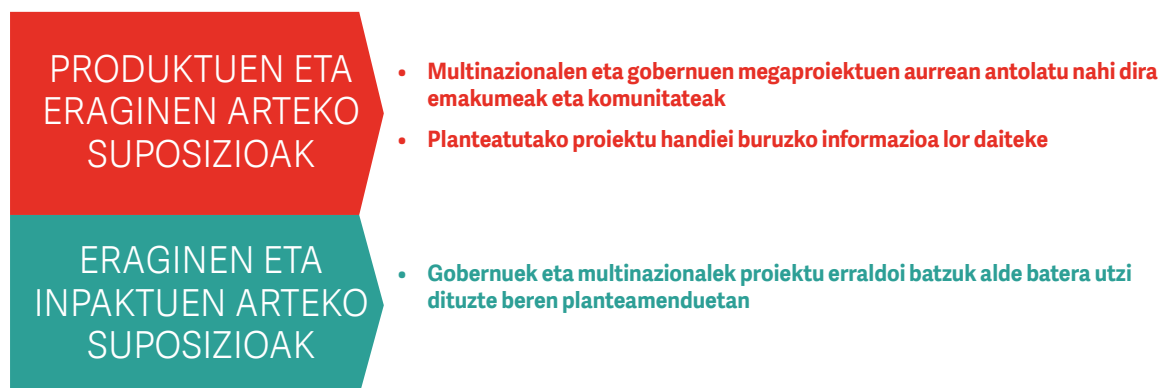 PRODUKTUEN ETA
ERAGINEN ARTEKO
SUPOSIZIOAK
• Multinazionalen eta gobernuen megaproiektuen aurrean antolatu nahi dira
emakumeak eta komunitateak
• Planteatutako proiektu handiei buruzko informazioa lor daiteke
ERAGINEN ETA
INPAKTUEN ARTEKO
SUPOSIZIOAK
• Gobernuek eta multinazionalek proiektu erraldoi batzuk alde batera utzi
dituzte beren planteamenduetan